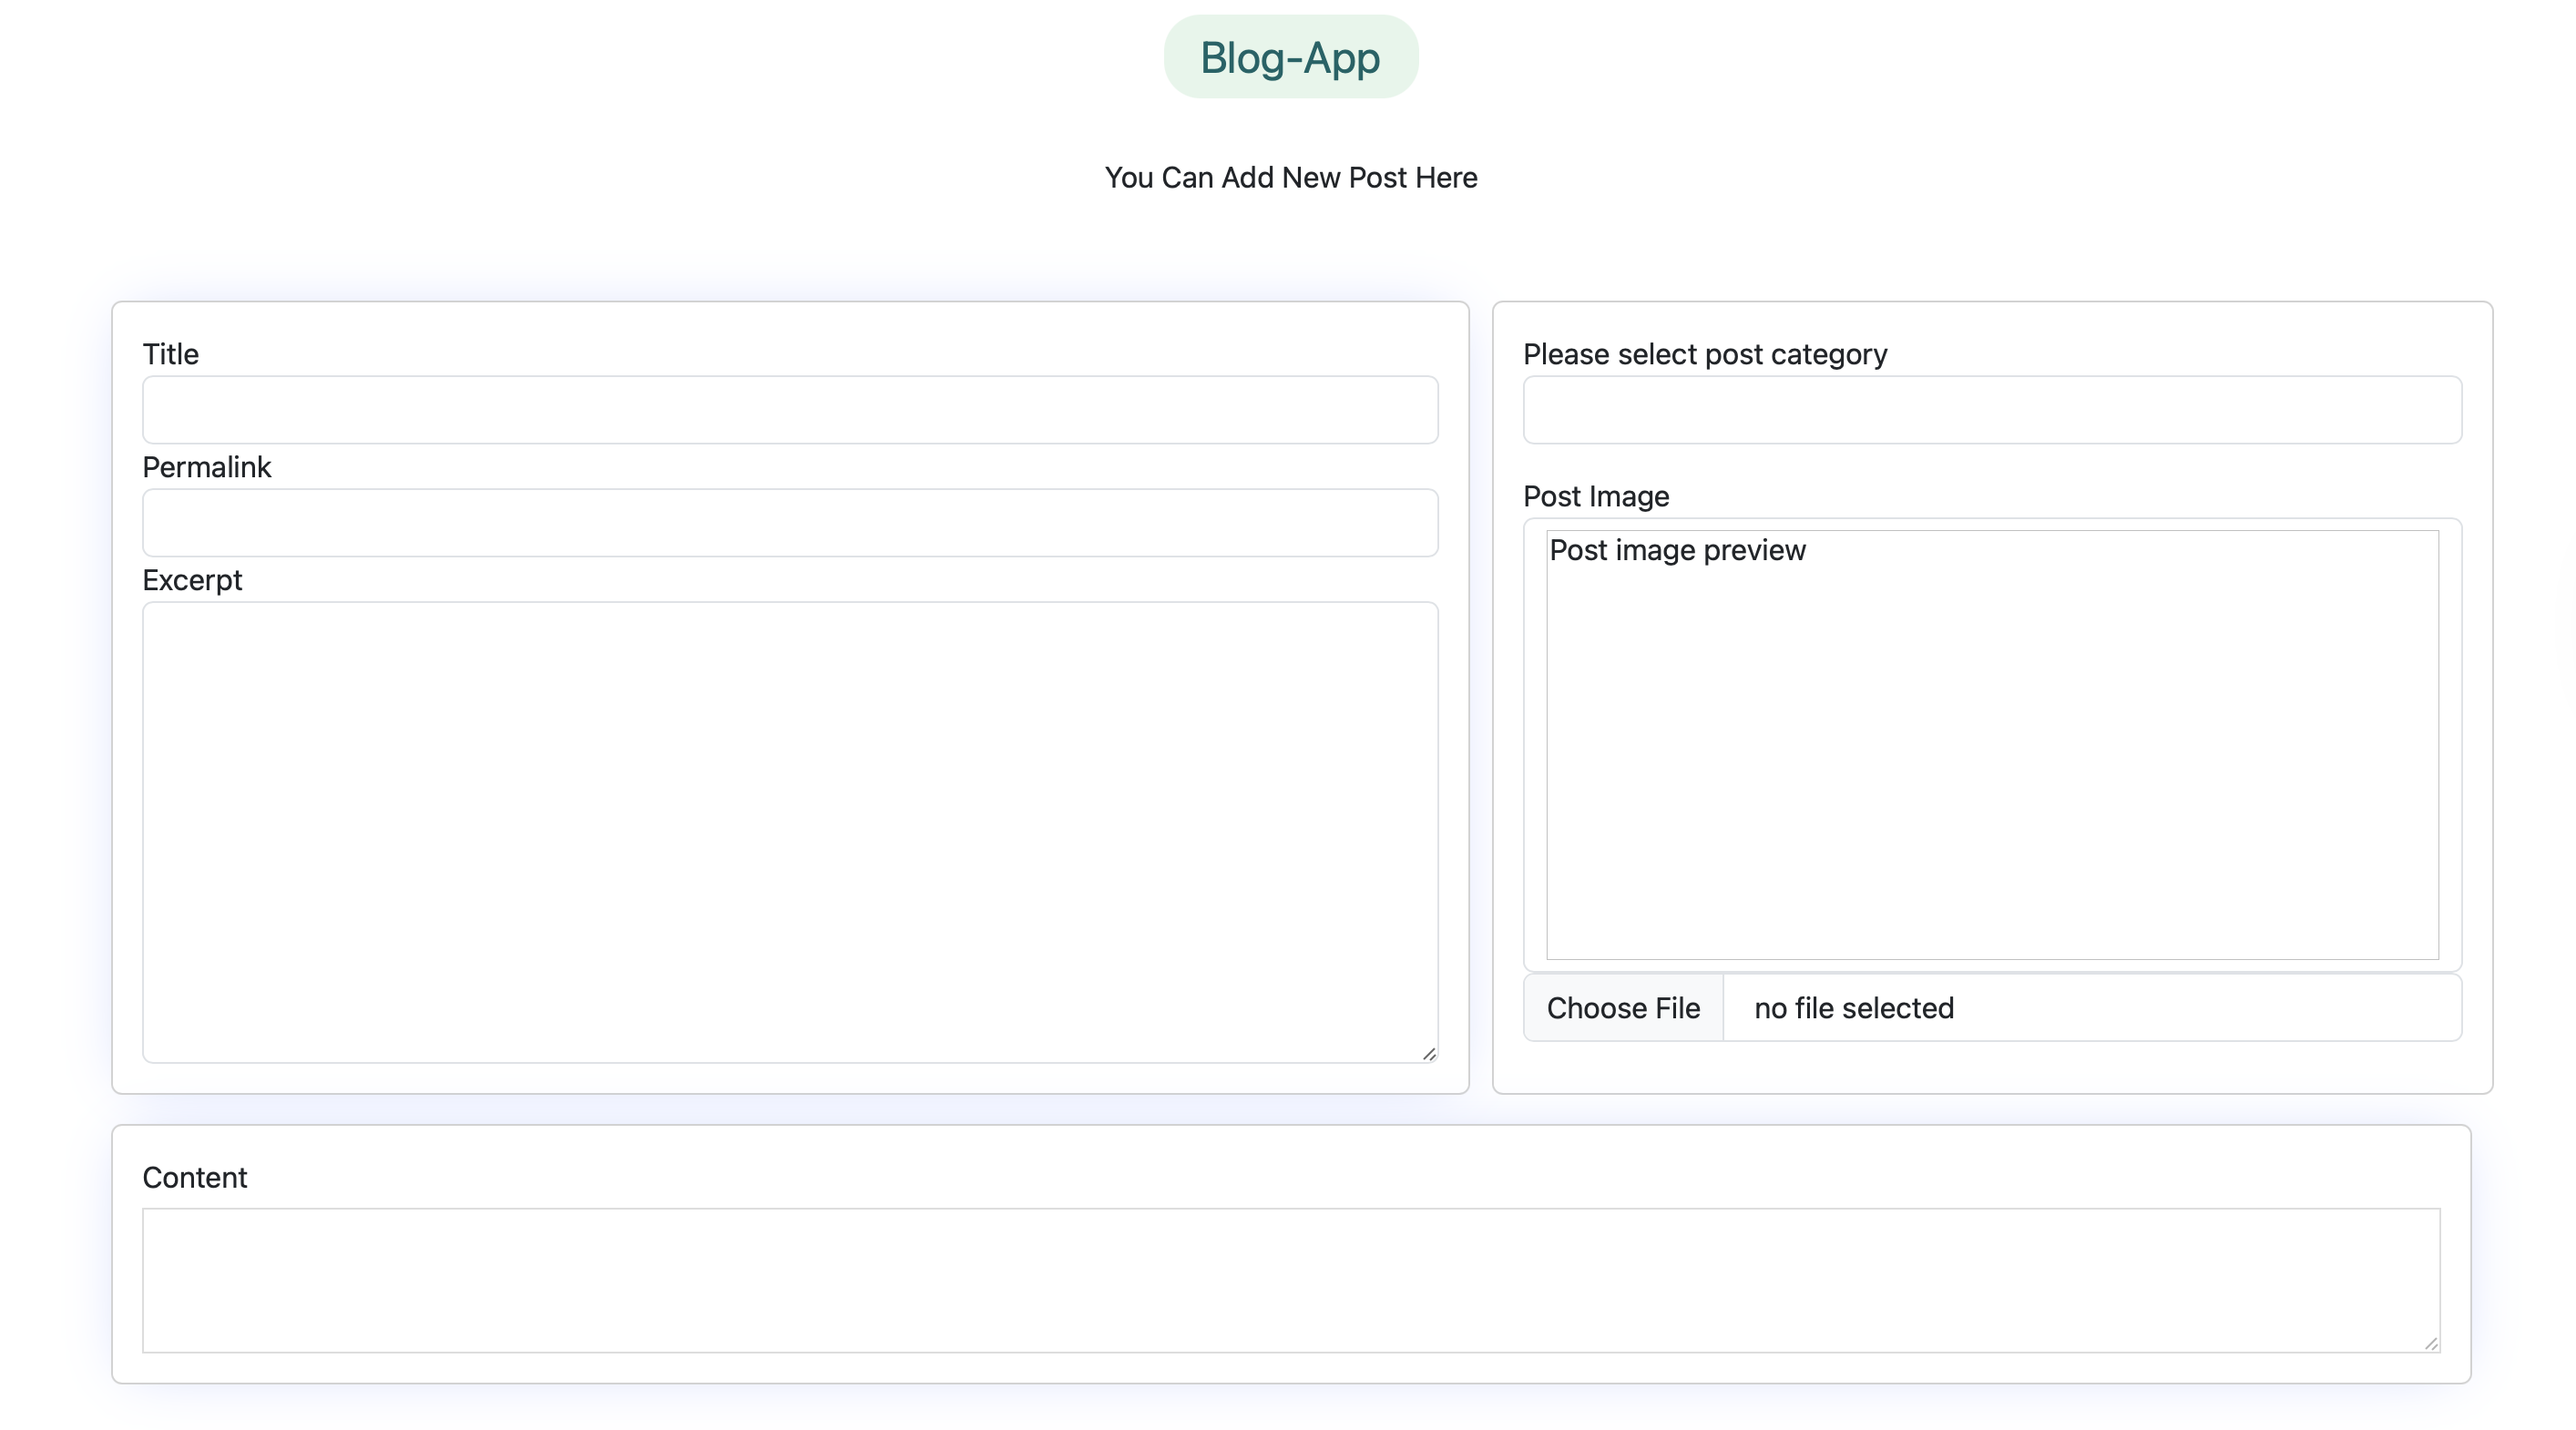 Blog-App
You Can Add New Post Here
Title
Permalink
Excerpt
Please select post category
Post Image
Post image preview
Choose File no file selected
Content